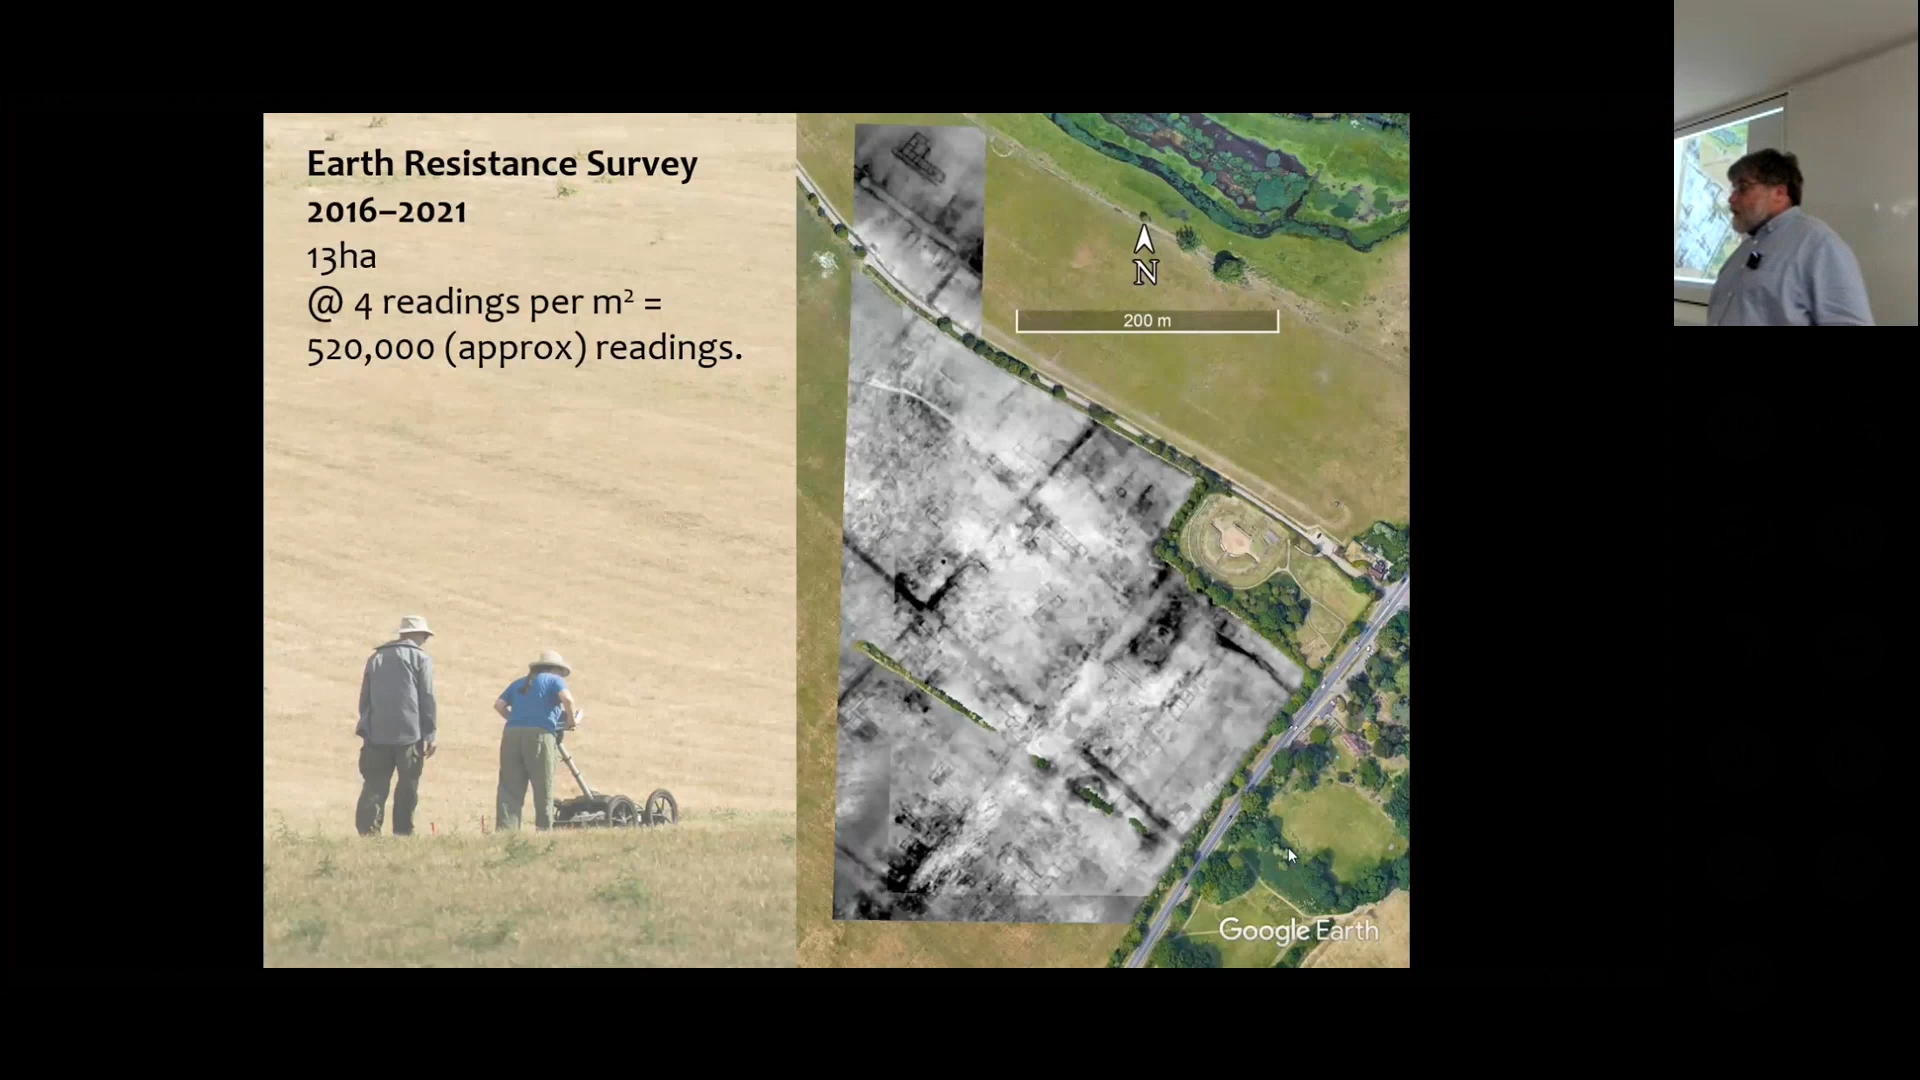 Earth Resistance Survey
2016–2021
13ha
@ 4 readings per m² =
520,000 (approx) readings.
N
200 m
Google Earth